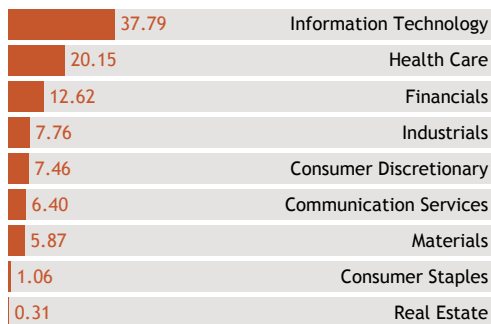 37.79 Information Technology
20.15 Health Care
12.62 Financials
7.76 Industrials
7.46 Consumer Discretionary
6.40 Communication Services
5.87 Materials
1.06 Consumer Staples
0.31 Real Estate